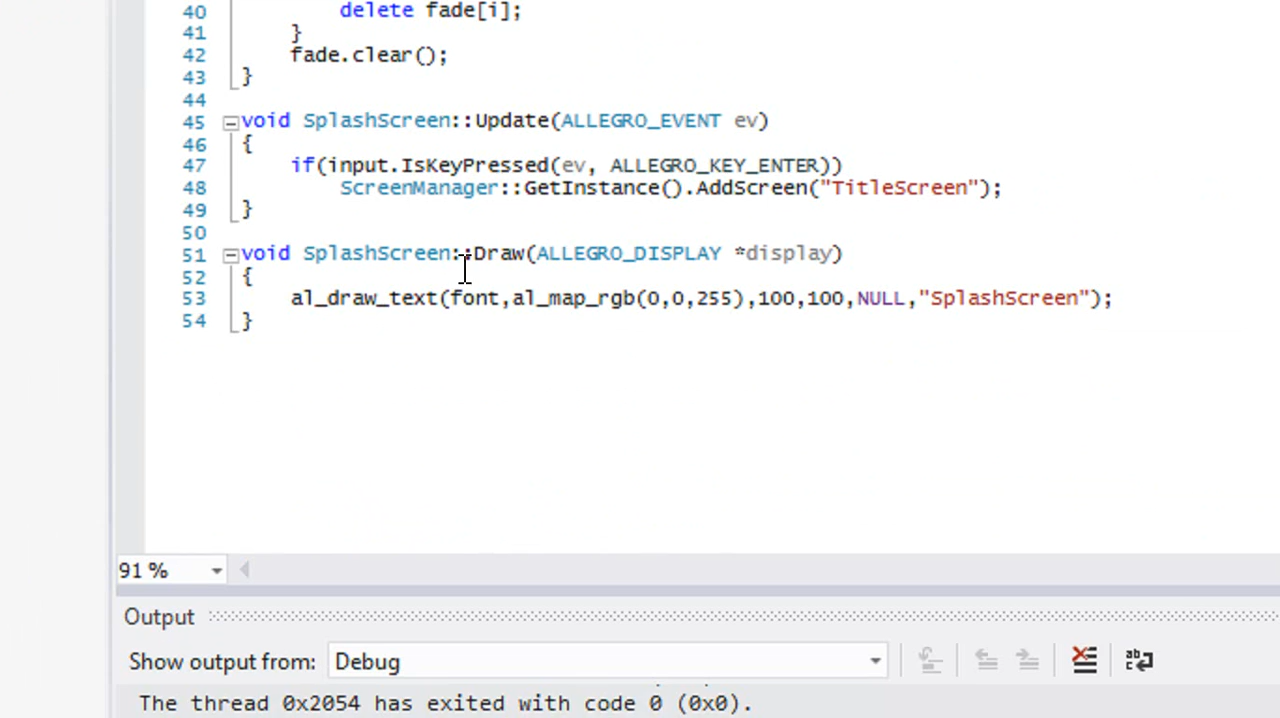 40 delete fade[i];
41 }
42 fade.clear();
43 }
44
45 void SplashScreen::Update(ALLEGRO_EVENT ev)
46 {
47 if(input.IsKeyPressed(ev, ALLEGRO_KEY_ENTER))
48 ScreenManager::GetInstance().AddScreen("TitleScreen");
49 }
50
51 void SplashScreen::Draw(ALLEGRO_DISPLAY *display)
52 {
53 al_draw_text(font,al_map_rgb(0,0,255),100,100,NULL,"SplashScreen");
54 }
91 %
Output
Show output from: Debug
The thread 0x2054 has exited with code 0 (0x0).